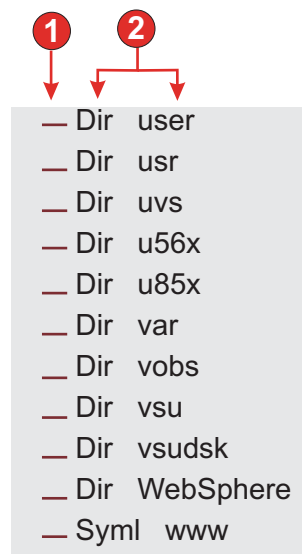 1 2
_ Dir user
_ Dir usr
_ Dir uvs
_ Dir u56x
_ Dir u85x
_ Dir var
_ Dir vobs
_ Dir vsu
_ Dir vsudsk
_ Dir WebSphere
_ Syml www